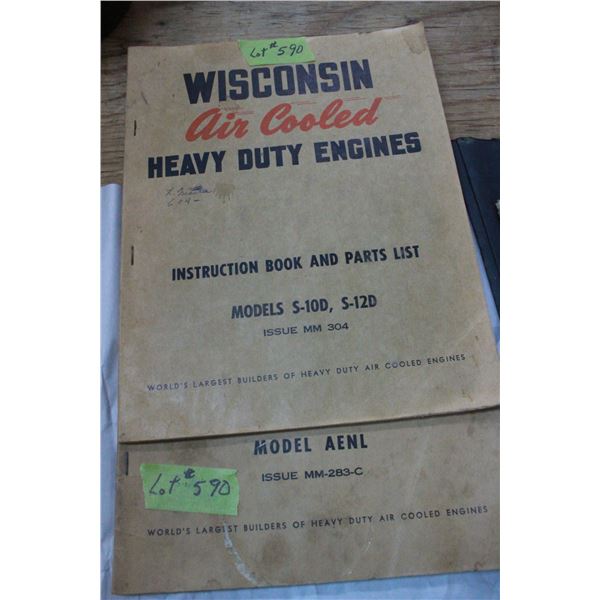 Lot # 590
WISCONSIN
Air Cooled
HEAVY DUTY ENGINES
INSTRUCTION BOOK AND PARTS LIST
MODELS S-10D, S-12D
ISSUE MM 304
WORLD'S LARGEST BUILDERS OF HEAVY DUTY AIR COOLED ENGINES
MODEL AENL
ISSUE MM-283-C
Lot # 590
WORLD'S LARGEST BUILDERS OF HEAVY DUTY AIR COOLED ENGINES